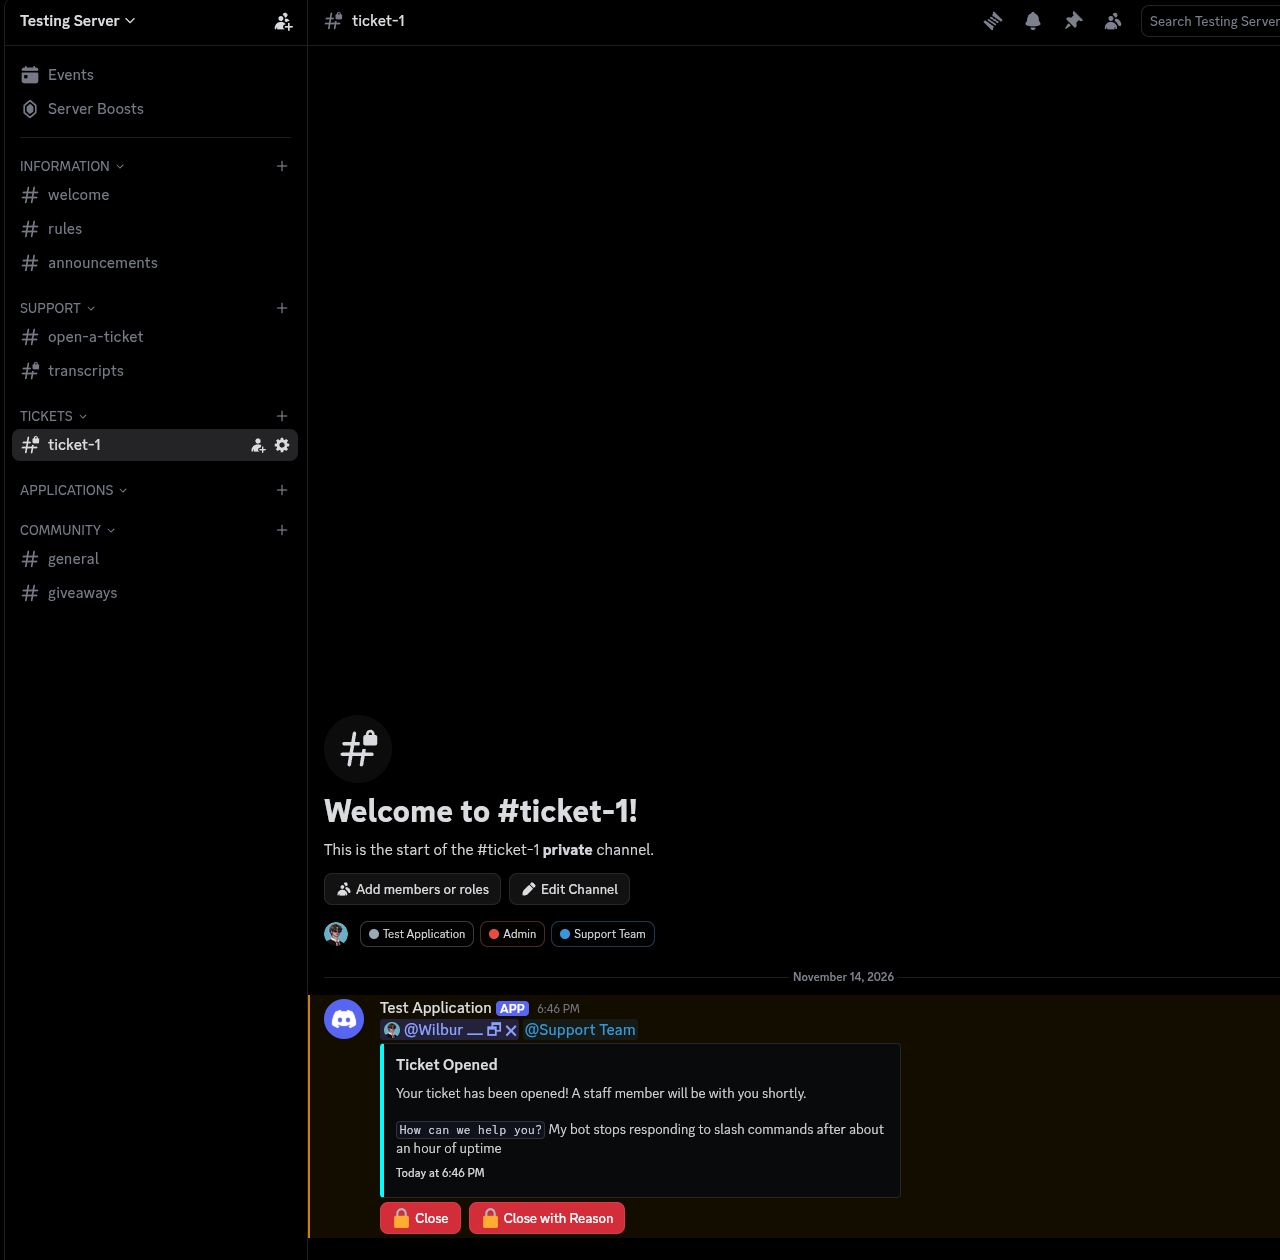 Testing Server
ticket-1
Search Testing Server
Events
Server Boosts
INFORMATION
welcome
rules
announcements
SUPPORT
open-a-ticket
transcripts
TICKETS
ticket-1
APPLICATIONS
COMMUNITY
general
giveaways
Welcome to #ticket-1!
This is the start of the #ticket-1 private channel.
Add members or roles
Edit Channel
Test Application
Admin
Support Team
November 14, 2026
Test Application APP 6:46 PM
@Wilbur __ 🗗 ✕ @Support Team
Ticket Opened
Your ticket has been opened! A staff member will be with you shortly.
How can we help you? My bot stops responding to slash commands after about
an hour of uptime
Today at 6:46 PM
🔒 Close
🔒 Close with Reason